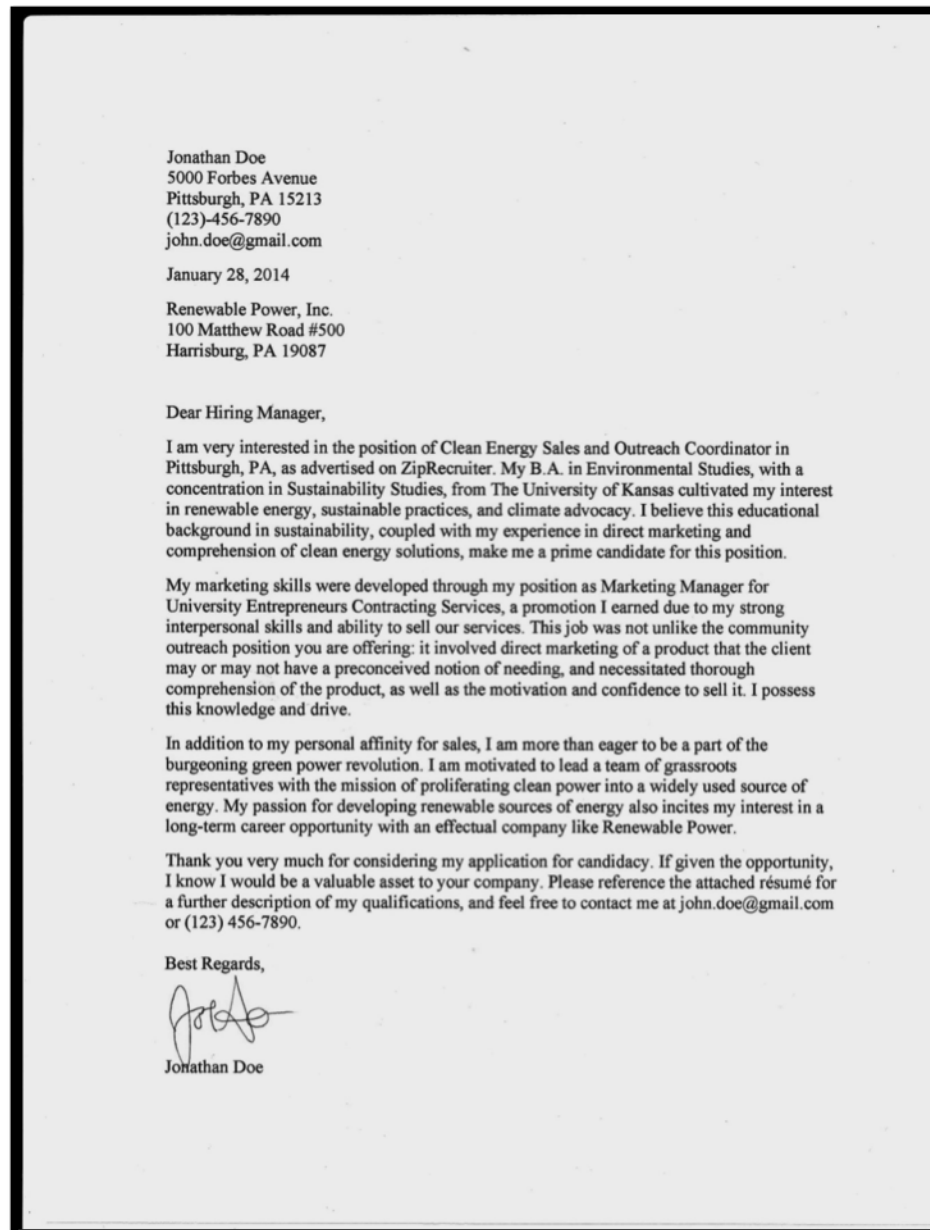 Jonathan Doe
5000 Forbes Avenue
Pittsburgh, PA 15213
(123)-456-7890
john.doe@gmail.com
January 28, 2014
Renewable Power, Inc.
100 Matthew Road #500
Harrisburg, PA 19087
Dear Hiring Manager,
I am very interested in the position of Clean Energy Sales and Outreach Coordinator in
Pittsburgh, PA, as advertised on ZipRecruiter. My B.A. in Environmental Studies, with a
concentration in Sustainability Studies, from The University of Kansas cultivated my interest
in renewable energy, sustainable practices, and climate advocacy. I believe this educational
background in sustainability, coupled with my experience in direct marketing and
comprehension of clean energy solutions, make me a prime candidate for this position.
My marketing skills were developed through my position as Marketing Manager for
University Entrepreneurs Contracting Services, a promotion I earned due to my strong
interpersonal skills and ability to sell our services. This job was not unlike the community
outreach position you are offering: it involved direct marketing of a product that the client
may or may not have a preconceived notion of needing, and necessitated thorough
comprehension of the product, as well as the motivation and confidence to sell it. I possess
this knowledge and drive.
In addition to my personal affinity for sales, I am more than eager to be a part of the
burgeoning green power revolution. I am motivated to lead a team of grassroots
representatives with the mission of proliferating clean power into a widely used source of
energy. My passion for developing renewable sources of energy also incites my interest in a
long-term career opportunity with an effectual company like Renewable Power.
Thank you very much for considering my application for candidacy. If given the opportunity,
I know I would be a valuable asset to your company. Please reference the attached résumé for
a further description of my qualifications, and feel free to contact me at john.doe@gmail.com
or (123) 456-7890.
Best Regards,
Jonathan Doe